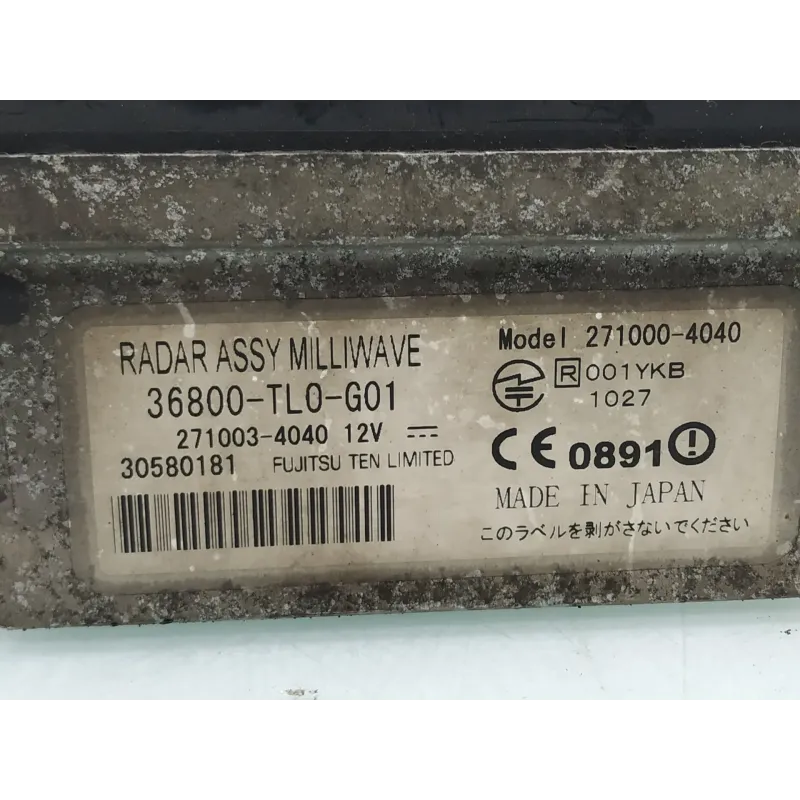 RADAR ASSY MILLIWAVE
36800-TL0-G01
271003-4040 12V
30580181 FUJITSU TEN LIMITED
Model 271000-4040
R 001YKB
1027
CE 0891
MADE IN JAPAN
このラベルを剥がさないでください